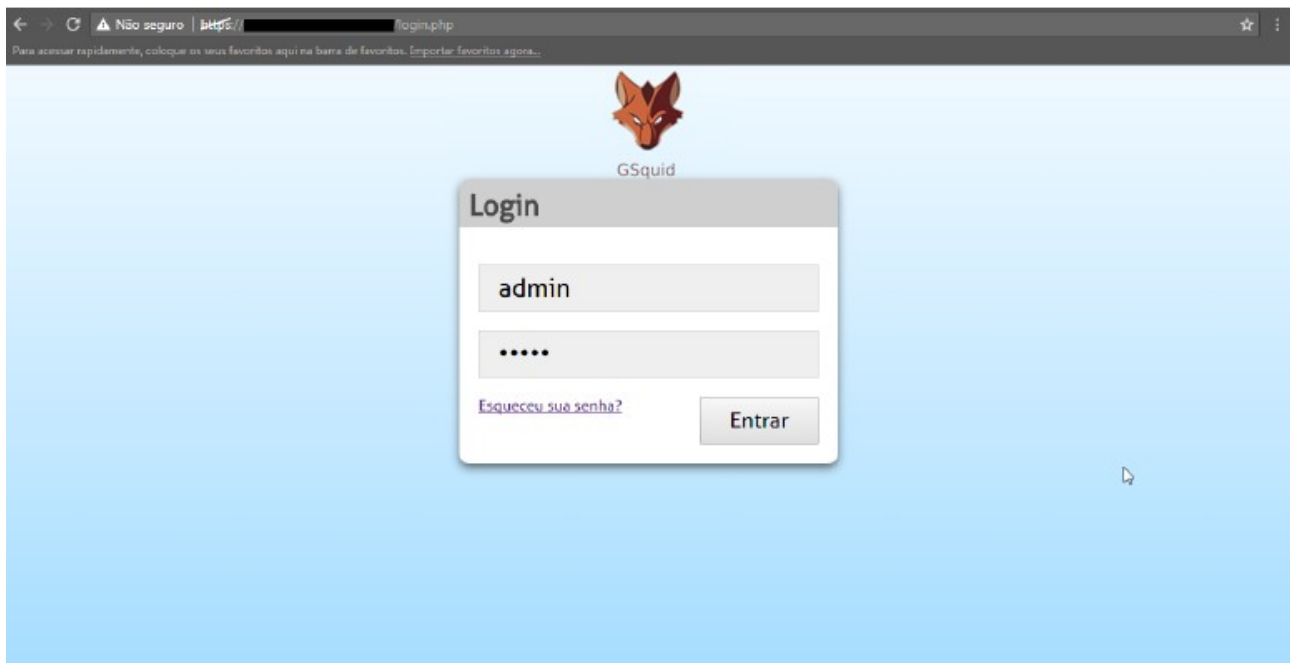 Não seguro | https:// /login.php
Para acessar rapidamente, coloque os seus favoritos aqui na barra de favoritos. Importar favoritos agora...
GSquid
Login
admin
•••••
Esqueceu sua senha?
Entrar